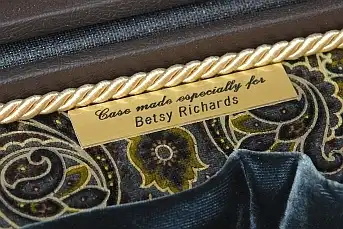 Case made especially for
Betsy Richards